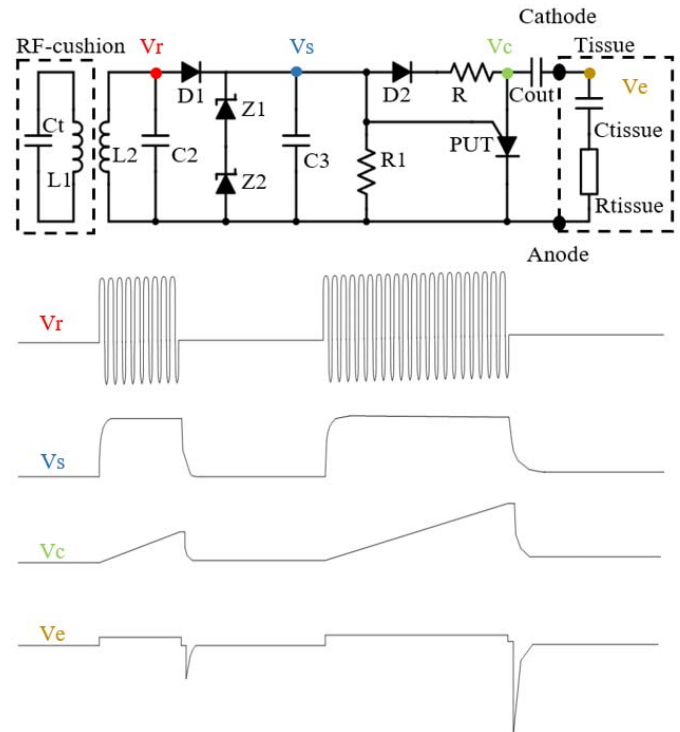 Cathode
RF-cushion Vr Vs Vc Tissue
Ve
D1 D2 R Cout
Ct Z1 Ctissue
PUT
L1 L2 C2 C3 R1
Z2
Rtissue
Anode
Vr
Vs
Vc
Ve